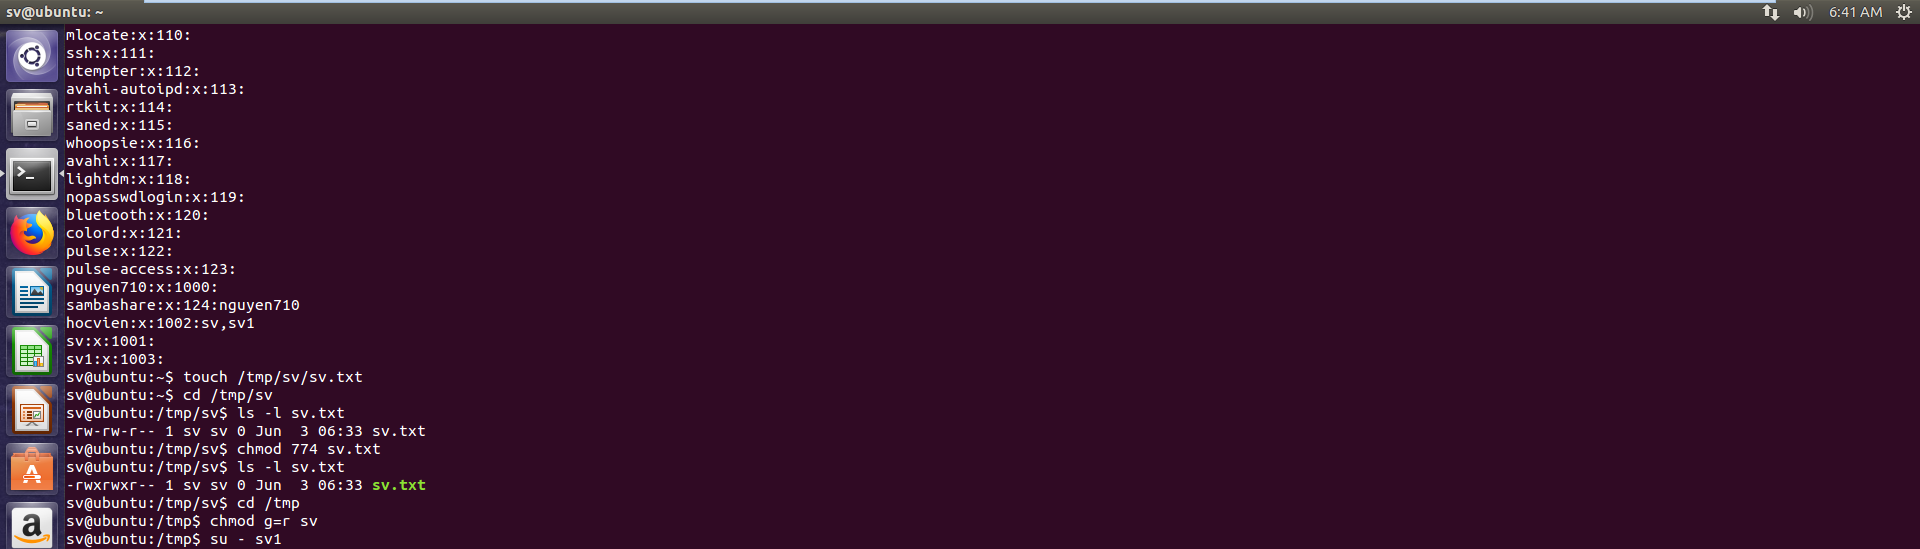 sv@ubuntu: ~
6:41 AM
mlocate:x:110:
ssh:x:111:
utempter:x:112:
avahi-autoipd:x:113:
rtkit:x:114:
saned:x:115:
whoopsie:x:116:
avahi:x:117:
lightdm:x:118:
nopasswdlogin:x:119:
bluetooth:x:120:
colord:x:121:
pulse:x:122:
pulse-access:x:123:
nguyen710:x:1000:
sambashare:x:124:nguyen710
hocvien:x:1002:sv,sv1
sv:x:1001:
sv1:x:1003:
sv@ubuntu:~$ touch /tmp/sv/sv.txt
sv@ubuntu:~$ cd /tmp/sv
sv@ubuntu:/tmp/sv$ ls -l sv.txt
-rw-rw-r-- 1 sv sv 0 Jun  3 06:33 sv.txt
sv@ubuntu:/tmp/sv$ chmod 774 sv.txt
sv@ubuntu:/tmp/sv$ ls -l sv.txt
-rwxrwxr-- 1 sv sv 0 Jun  3 06:33 sv.txt
sv@ubuntu:/tmp/sv$ cd /tmp
sv@ubuntu:/tmp$ chmod g=r sv
sv@ubuntu:/tmp$ su - sv1